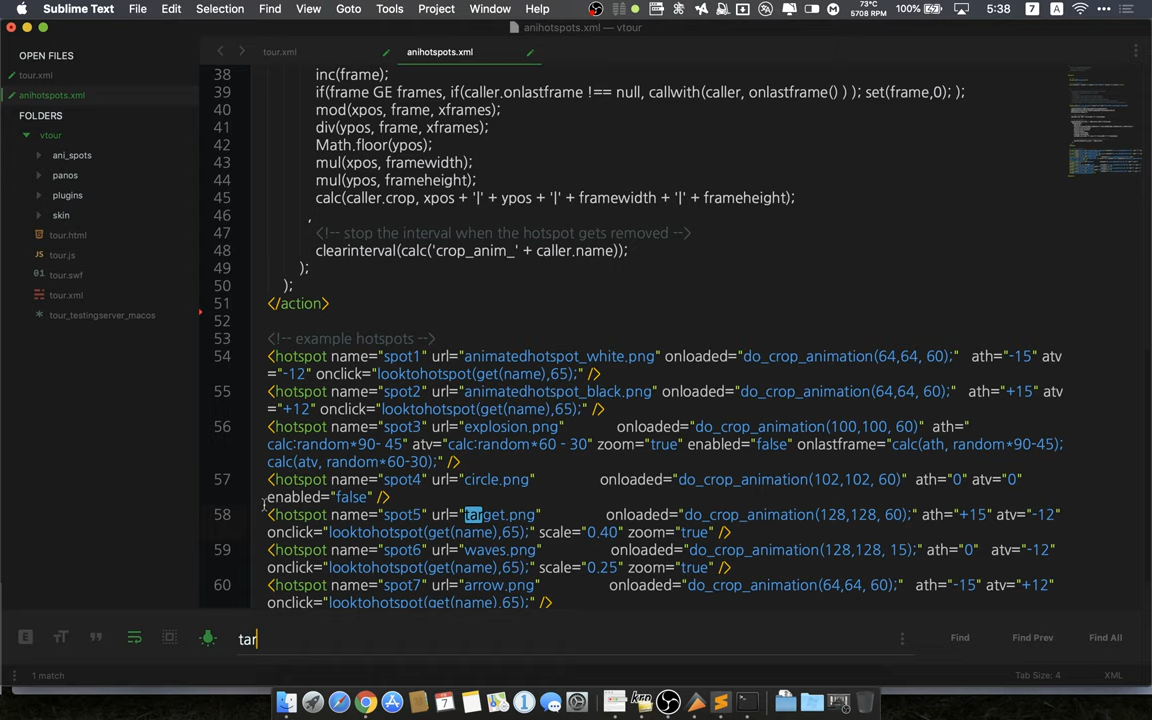 Sublime Text File Edit Selection Find View Goto Tools Project Window Help 73°C 5708 RPM 100% 5:38 7 A
anihotspots.xml — vtour
OPEN FILES
tour.xml
anihotspots.xml
FOLDERS
vtour
ani_spots
panos
plugins
skin
tour.html
tour.js
tour.swf
tour.xml
tour_testingserver_macos
tour.xml anihotspots.xml
38 inc(frame);
39 if(frame GE frames, if(caller.onlastframe !== null, callwith(caller, onlastframe() ) ); set(frame,0); );
40 mod(xpos, frame, xframes);
41 div(ypos, frame, xframes);
42 Math.floor(ypos);
43 mul(xpos, framewidth);
44 mul(ypos, frameheight);
45 calc(caller.crop, xpos + '|' + ypos + '|' + framewidth + '|' + frameheight);
46 ,
47 <!-- stop the interval when the hotspot gets removed -->
48 clearinterval(calc('crop_anim_' + caller.name));
49 );
50 );
51 </action>
52
53 <!-- example hotspots -->
54 <hotspot name="spot1" url="animatedhotspot_white.png" onloaded="do_crop_animation(64,64, 60);" ath="-15" atv
="-12" onclick="looktohotspot(get(name),65);" />
55 <hotspot name="spot2" url="animatedhotspot_black.png" onloaded="do_crop_animation(64,64, 60);" ath="+15" atv
="+12" onclick="looktohotspot(get(name),65);" />
56 <hotspot name="spot3" url="explosion.png" onloaded="do_crop_animation(100,100, 60)" ath="
calc:random*90- 45" atv="calc:random*60 - 30" zoom="true" enabled="false" onlastframe="calc(ath, random*90-45);
calc(atv, random*60-30);" />
57 <hotspot name="spot4" url="circle.png" onloaded="do_crop_animation(102,102, 60)" ath="0" atv="0"
enabled="false" />
58 <hotspot name="spot5" url="target.png" onloaded="do_crop_animation(128,128, 60);" ath="+15" atv="-12"
onclick="looktohotspot(get(name),65);" scale="0.40" zoom="true" />
59 <hotspot name="spot6" url="waves.png" onloaded="do_crop_animation(128,128, 15);" ath="0" atv="-12"
onclick="looktohotspot(get(name),65);" scale="0.25" zoom="true" />
60 <hotspot name="spot7" url="arrow.png" onloaded="do_crop_animation(64,64, 60);" ath="-15" atv="+12"
onclick="looktohotspot(get(name),65);" />
tar Find Find Prev Find All
1 match Tab Size: 4 XML